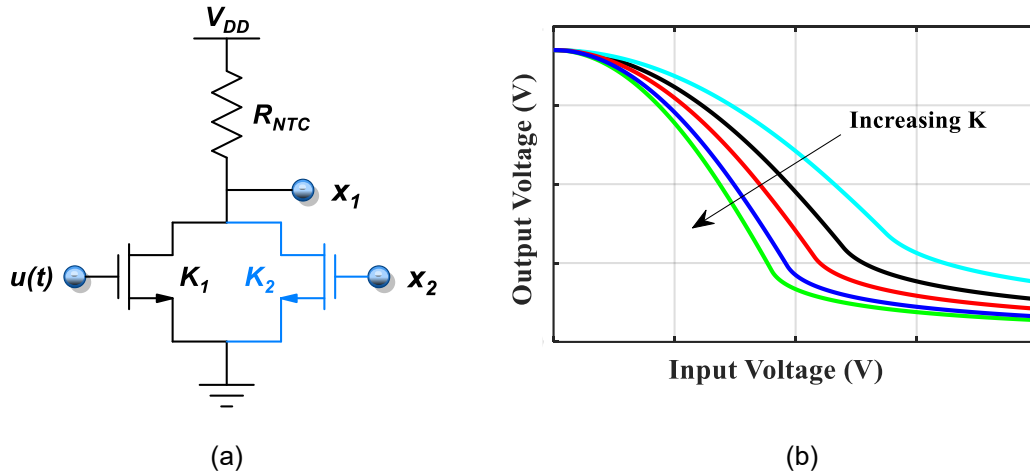 V_DD
R_NTC
x_1
u(t)
K_1
K_2
x_2
(a)
Output Voltage (V)
Increasing K
Input Voltage (V)
(b)